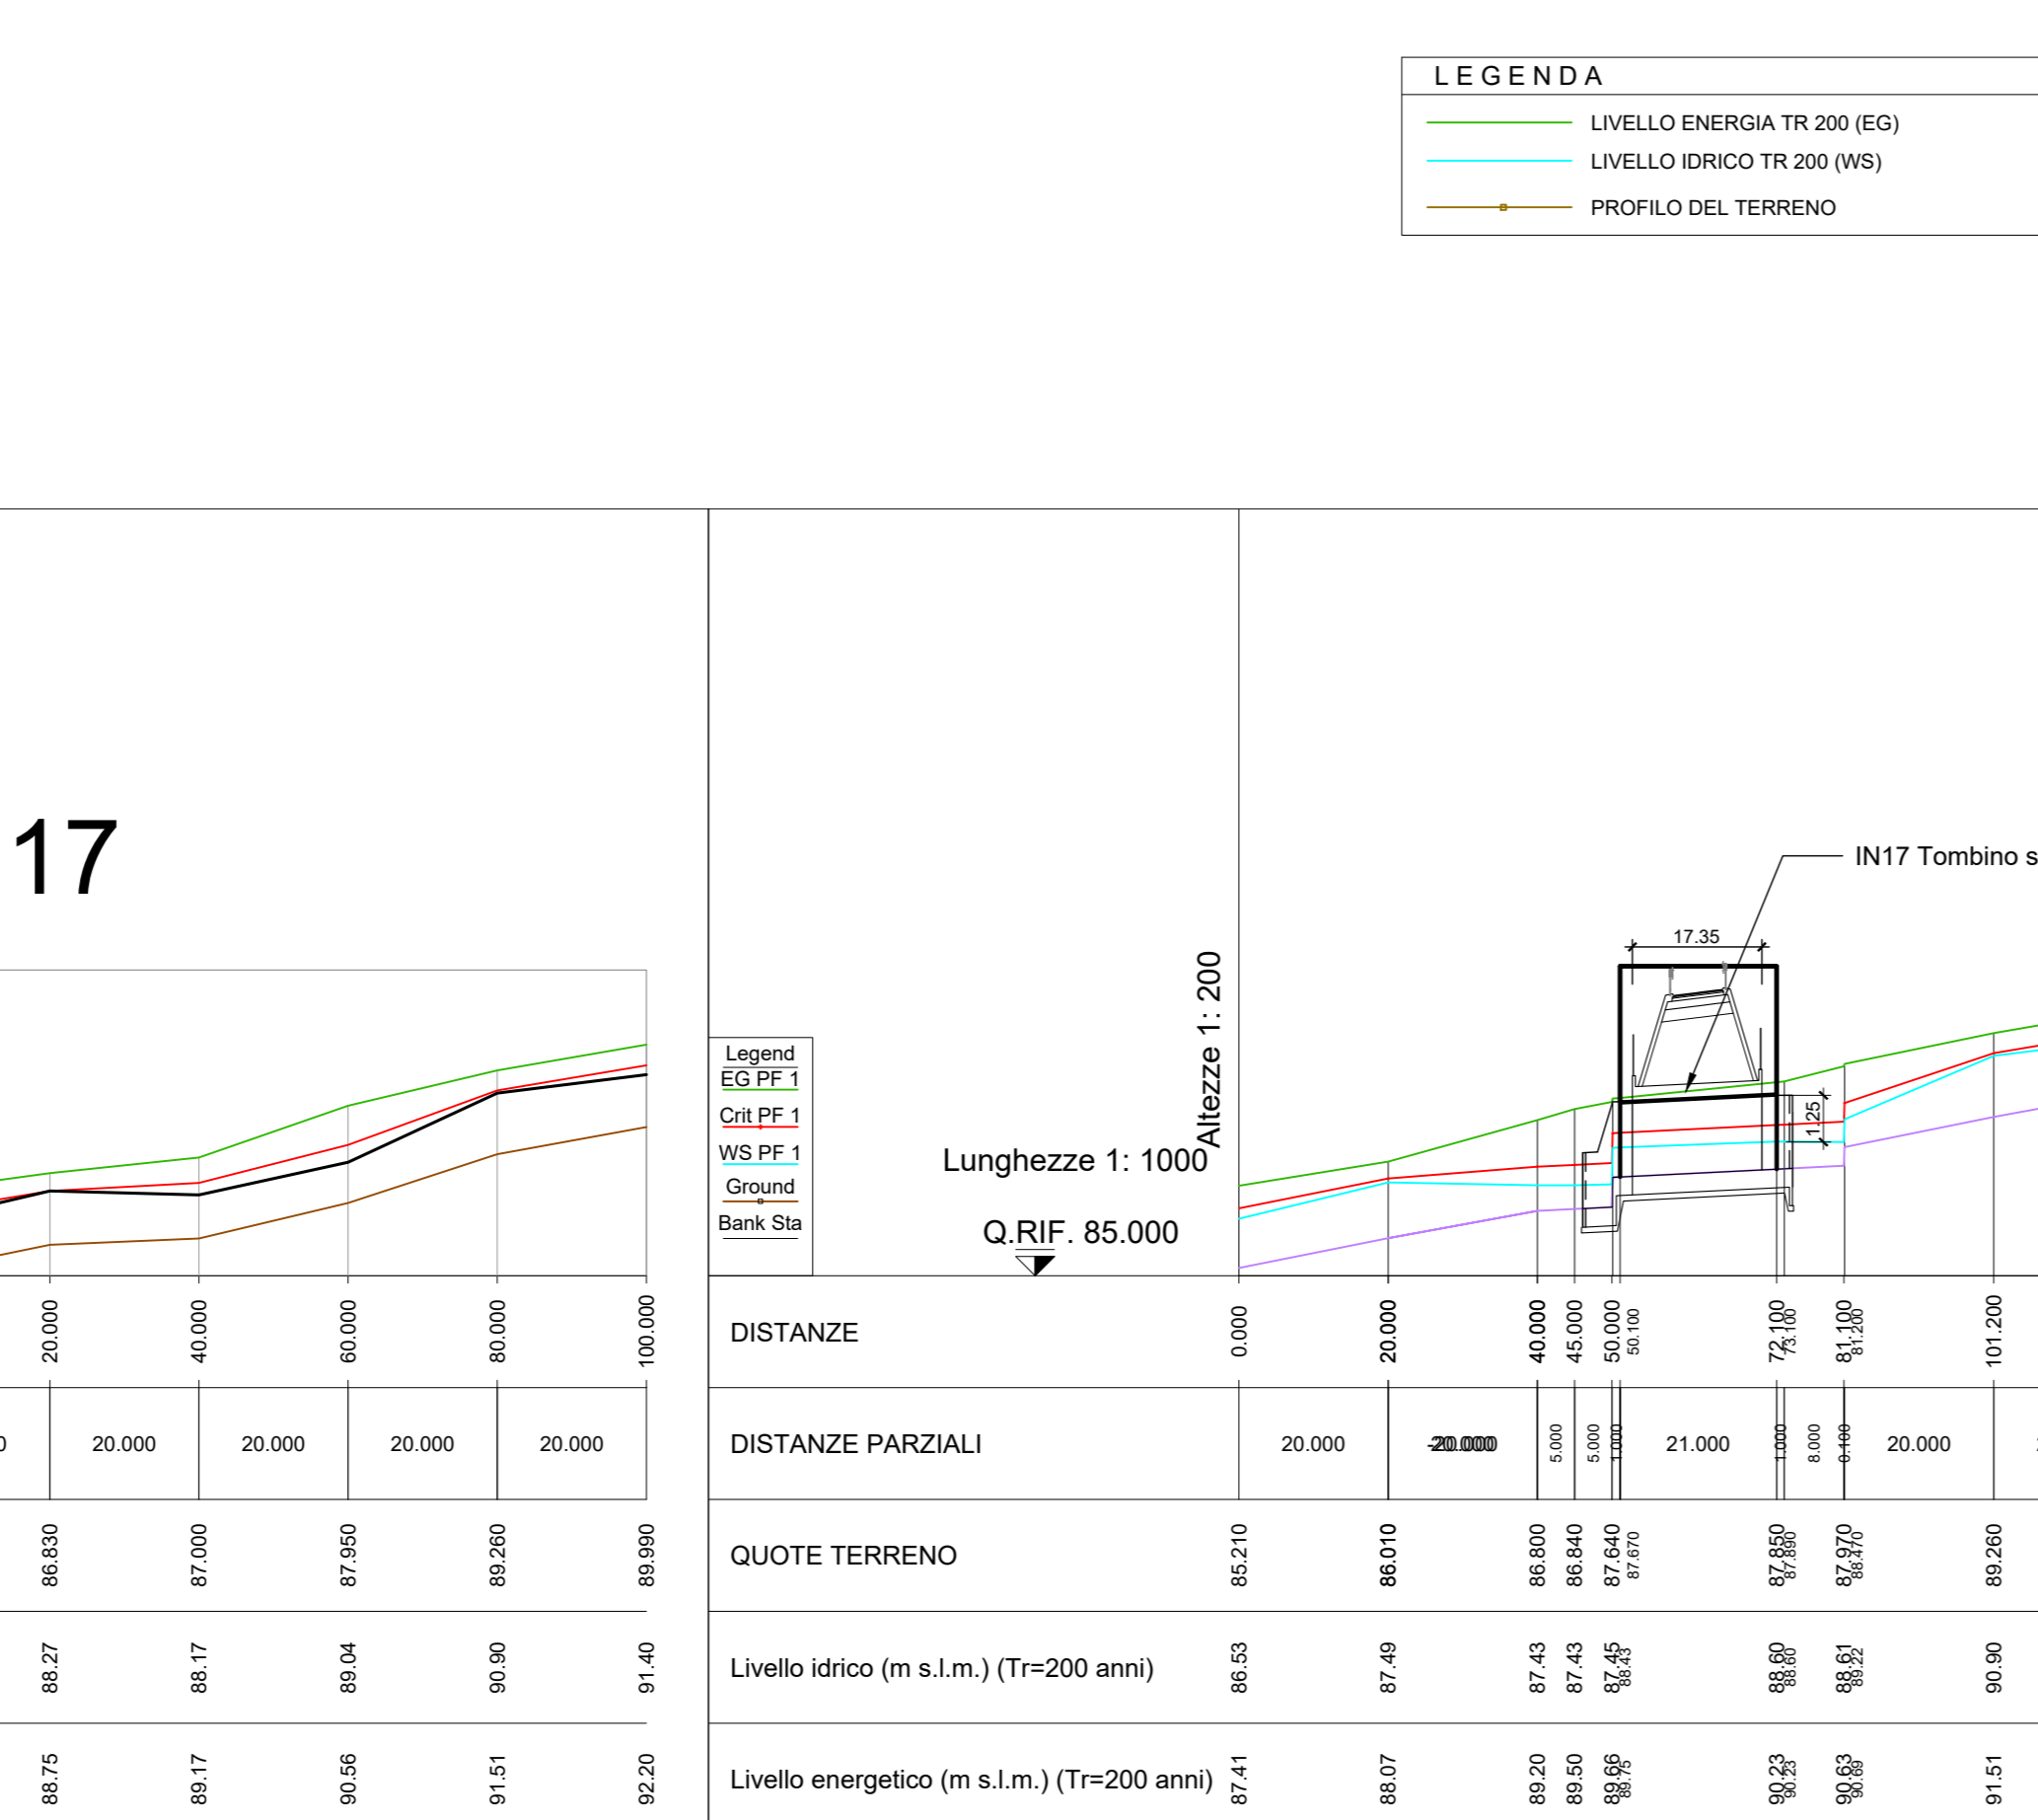 L E G E N D A
LIVELLO ENERGIA TR 200 (EG)
LIVELLO IDRICO TR 200 (WS)
PROFILO DEL TERRENO
17
IN17 Tombino s
17.35
1.25
Altezze 1: 200
Lunghezze 1: 1000
Q.RIF. 85.000
Legend
EG PF 1
Crit PF 1
WS PF 1
Ground
Bank Sta
20.000 40.000 60.000 80.000 100.000
DISTANZE 0.000 20.000 40.000 45.000 50.000 50.100 72.100 73.100 81.100 81.200 101.200
0 20.000 20.000 20.000 20.000
DISTANZE PARZIALI 20.000 -20.000 5.000 5.000 1.000 21.000 1.000 8.000 0.100 20.000
86.830 87.000 87.950 89.260 89.990
QUOTE TERRENO 85.210 86.010 86.800 86.840 87.640 87.670 87.850 87.890 87.970 88.470 89.260
88.27 88.17 89.04 90.90 91.40
Livello idrico (m s.l.m.) (Tr=200 anni) 86.53 87.49 87.43 87.43 87.45 88.43 88.60 88.60 88.61 89.22 90.90
88.75 89.17 90.56 91.51 92.20
Livello energetico (m s.l.m.) (Tr=200 anni) 87.41 88.07 89.20 89.50 89.66 89.75 90.23 90.23 90.63 90.69 91.51